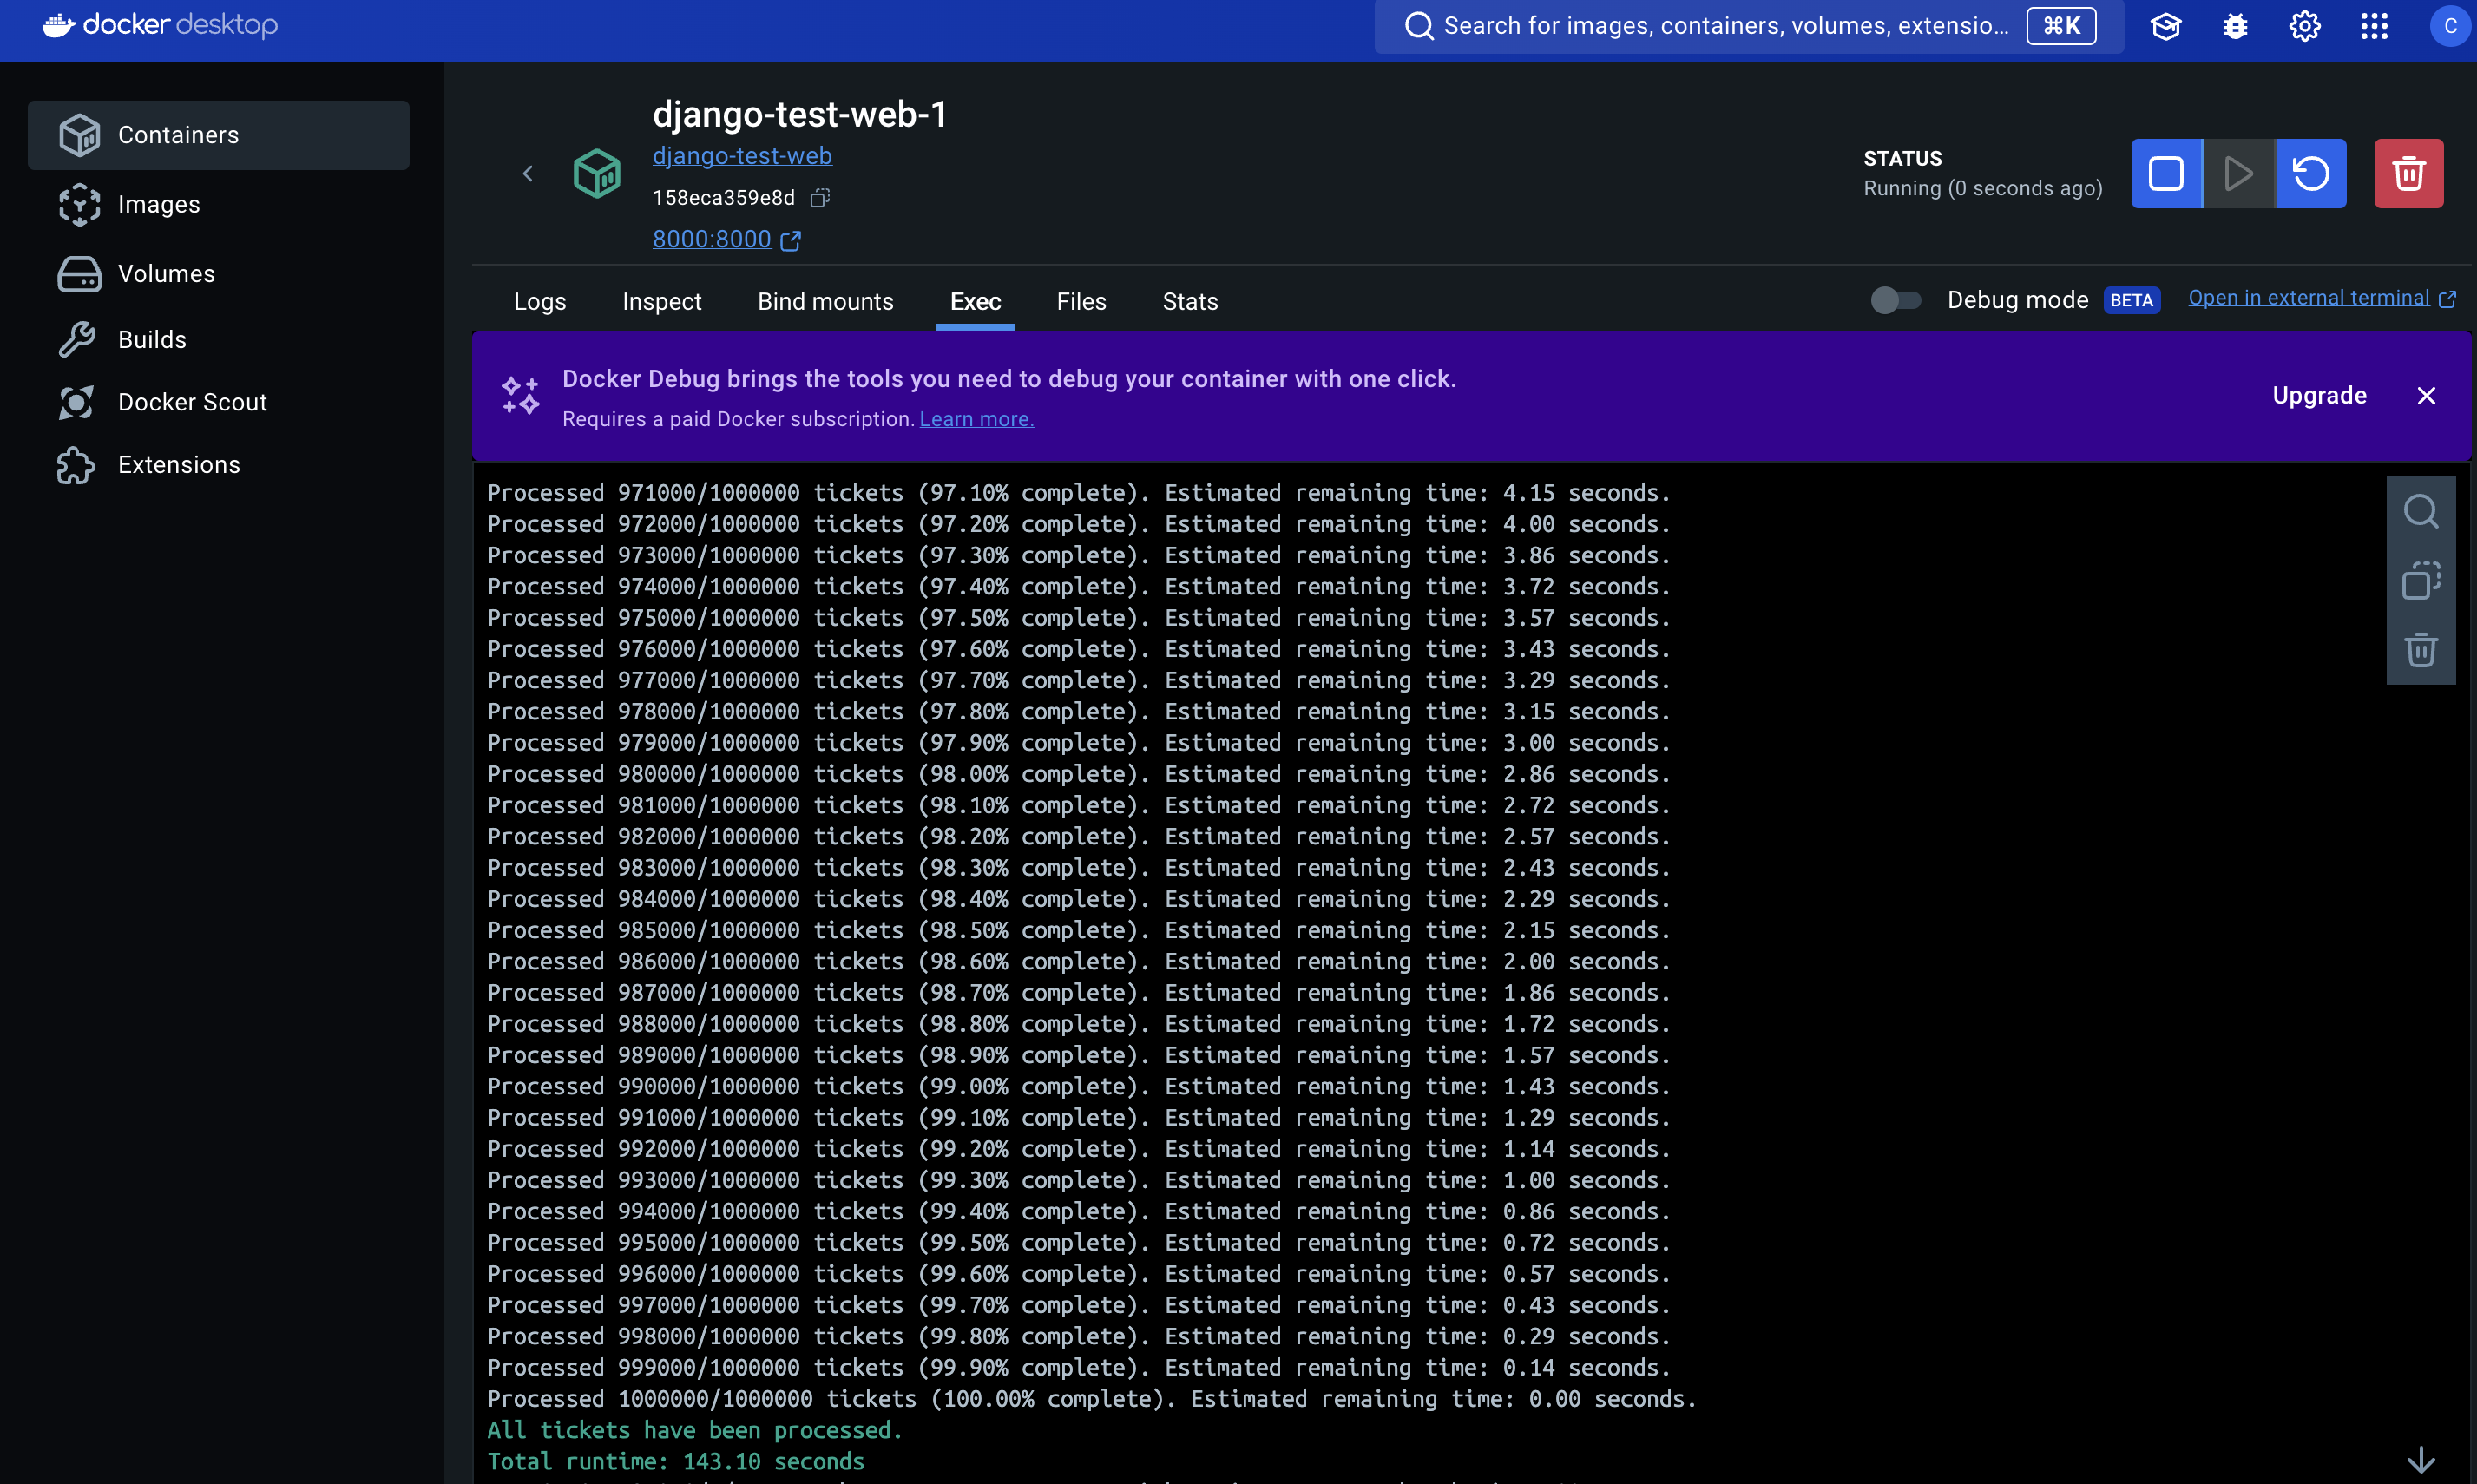 docker desktop
Search for images, containers, volumes, extensio...
⌘K
C
Containers
Images
Volumes
Builds
Docker Scout
Extensions
django-test-web-1
django-test-web
158eca359e8d
8000:8000
STATUS
Running (0 seconds ago)
Logs Inspect Bind mounts Exec Files Stats
Debug mode BETA Open in external terminal
Docker Debug brings the tools you need to debug your container with one click.
Requires a paid Docker subscription. Learn more.
Upgrade
Processed 971000/1000000 tickets (97.10% complete). Estimated remaining time: 4.15 seconds.
Processed 972000/1000000 tickets (97.20% complete). Estimated remaining time: 4.00 seconds.
Processed 973000/1000000 tickets (97.30% complete). Estimated remaining time: 3.86 seconds.
Processed 974000/1000000 tickets (97.40% complete). Estimated remaining time: 3.72 seconds.
Processed 975000/1000000 tickets (97.50% complete). Estimated remaining time: 3.57 seconds.
Processed 976000/1000000 tickets (97.60% complete). Estimated remaining time: 3.43 seconds.
Processed 977000/1000000 tickets (97.70% complete). Estimated remaining time: 3.29 seconds.
Processed 978000/1000000 tickets (97.80% complete). Estimated remaining time: 3.15 seconds.
Processed 979000/1000000 tickets (97.90% complete). Estimated remaining time: 3.00 seconds.
Processed 980000/1000000 tickets (98.00% complete). Estimated remaining time: 2.86 seconds.
Processed 981000/1000000 tickets (98.10% complete). Estimated remaining time: 2.72 seconds.
Processed 982000/1000000 tickets (98.20% complete). Estimated remaining time: 2.57 seconds.
Processed 983000/1000000 tickets (98.30% complete). Estimated remaining time: 2.43 seconds.
Processed 984000/1000000 tickets (98.40% complete). Estimated remaining time: 2.29 seconds.
Processed 985000/1000000 tickets (98.50% complete). Estimated remaining time: 2.15 seconds.
Processed 986000/1000000 tickets (98.60% complete). Estimated remaining time: 2.00 seconds.
Processed 987000/1000000 tickets (98.70% complete). Estimated remaining time: 1.86 seconds.
Processed 988000/1000000 tickets (98.80% complete). Estimated remaining time: 1.72 seconds.
Processed 989000/1000000 tickets (98.90% complete). Estimated remaining time: 1.57 seconds.
Processed 990000/1000000 tickets (99.00% complete). Estimated remaining time: 1.43 seconds.
Processed 991000/1000000 tickets (99.10% complete). Estimated remaining time: 1.29 seconds.
Processed 992000/1000000 tickets (99.20% complete). Estimated remaining time: 1.14 seconds.
Processed 993000/1000000 tickets (99.30% complete). Estimated remaining time: 1.00 seconds.
Processed 994000/1000000 tickets (99.40% complete). Estimated remaining time: 0.86 seconds.
Processed 995000/1000000 tickets (99.50% complete). Estimated remaining time: 0.72 seconds.
Processed 996000/1000000 tickets (99.60% complete). Estimated remaining time: 0.57 seconds.
Processed 997000/1000000 tickets (99.70% complete). Estimated remaining time: 0.43 seconds.
Processed 998000/1000000 tickets (99.80% complete). Estimated remaining time: 0.29 seconds.
Processed 999000/1000000 tickets (99.90% complete). Estimated remaining time: 0.14 seconds.
Processed 1000000/1000000 tickets (100.00% complete). Estimated remaining time: 0.00 seconds.
All tickets have been processed.
Total runtime: 143.10 seconds